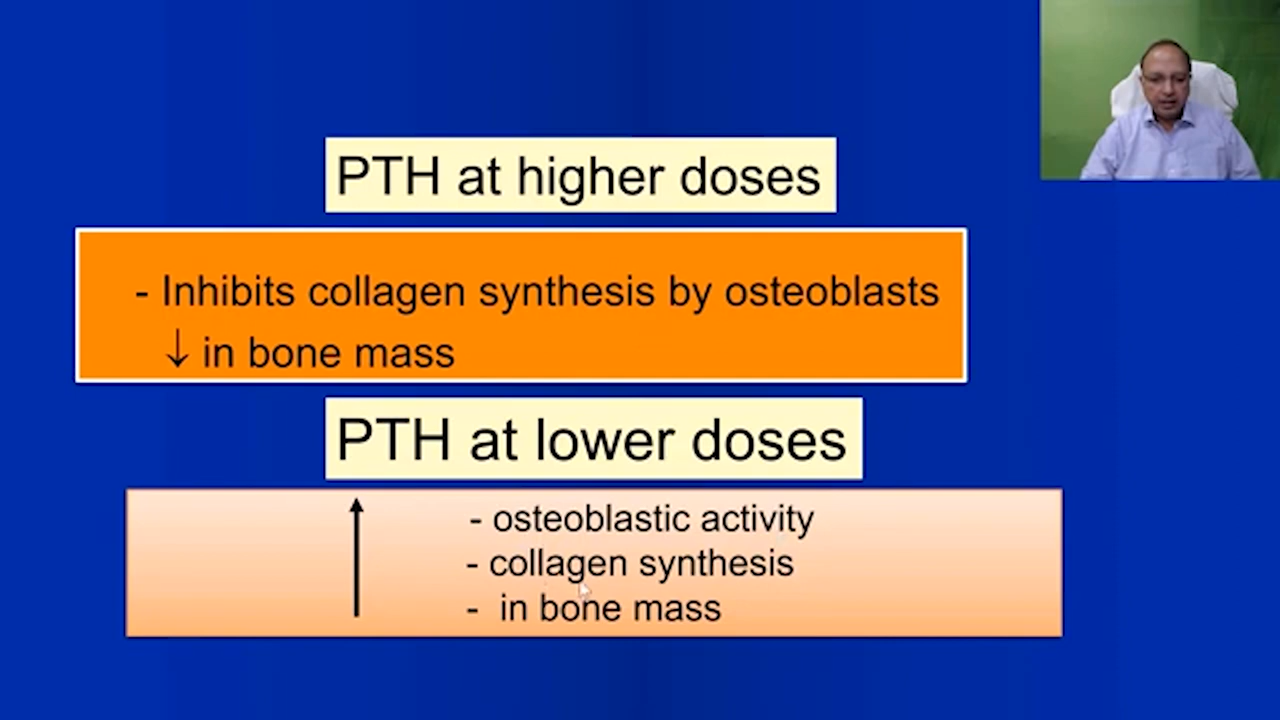 PTH at higher doses
- Inhibits collagen synthesis by osteoblasts
↓ in bone mass
PTH at lower doses
- osteoblastic activity
- collagen synthesis
- in bone mass